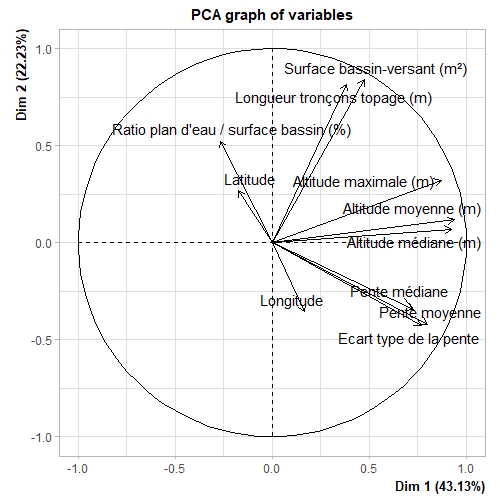 PCA graph of variables
Dim 2 (22.23%)
1.0
0.5
0.0
-0.5
-1.0
Surface bassin-versant (m²)
Longueur tronçons topage (m)
Ratio plan d'eau / surface bassin (%)
Latitude
Altitude maximale (m)
Altitude moyenne (m)
Altitude médiane (m)
Pente médiane
Longitude
Pente moyenne
Ecart type de la pente
-1.0
-0.5
0.0
0.5
1.0
Dim 1 (43.13%)